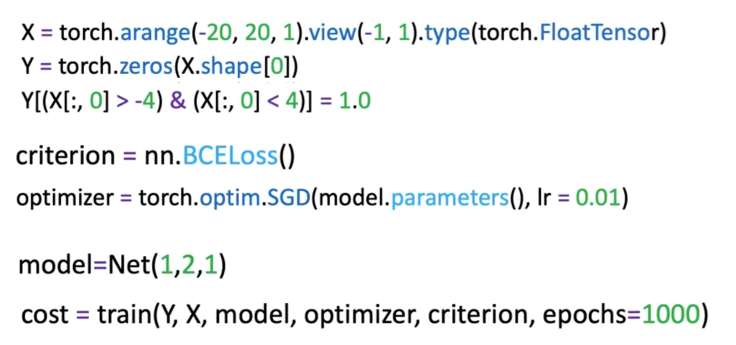 X = torch.arange(-20, 20, 1).view(-1, 1).type(torch.FloatTensor)
Y = torch.zeros(X.shape[0])
Y[(X[:, 0] > -4) & (X[:, 0] < 4)] = 1.0
criterion = nn.BCELoss()
optimizer = torch.optim.SGD(model.parameters(), lr = 0.01)
model=Net(1,2,1)
cost = train(Y, X, model, optimizer, criterion, epochs=1000)